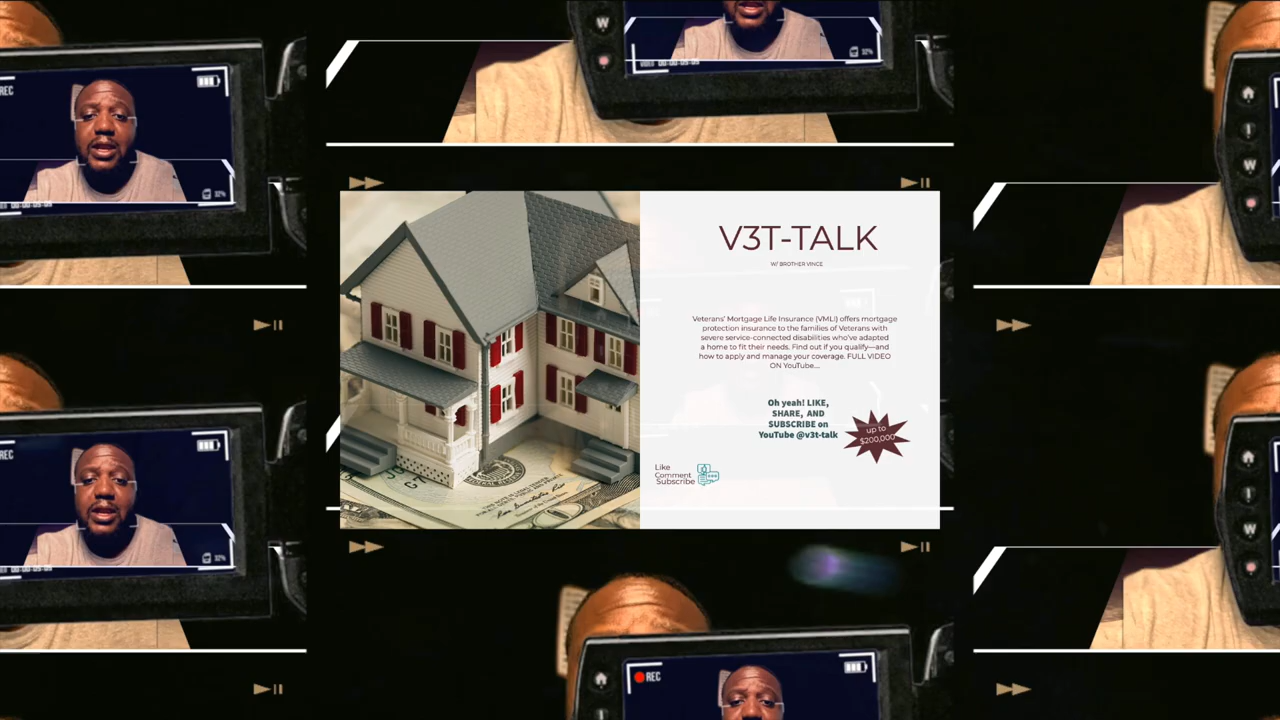 REC
W
W
V3T-TALK
W/ BROTHER VINCE
Veterans' Mortgage Life Insurance (VMLI) offers mortgage
protection insurance to the families of Veterans with
severe service-connected disabilities who've adapted
a home to fit their needs. Find out if you qualify—and
how to apply and manage your coverage. FULL VIDEO
ON YouTube....
Oh yeah! LIKE,
SHARE, AND
SUBSCRIBE on
YouTube @v3t-talk
up to
$200,000
Like
Comment
Subscribe
REC
W
REC